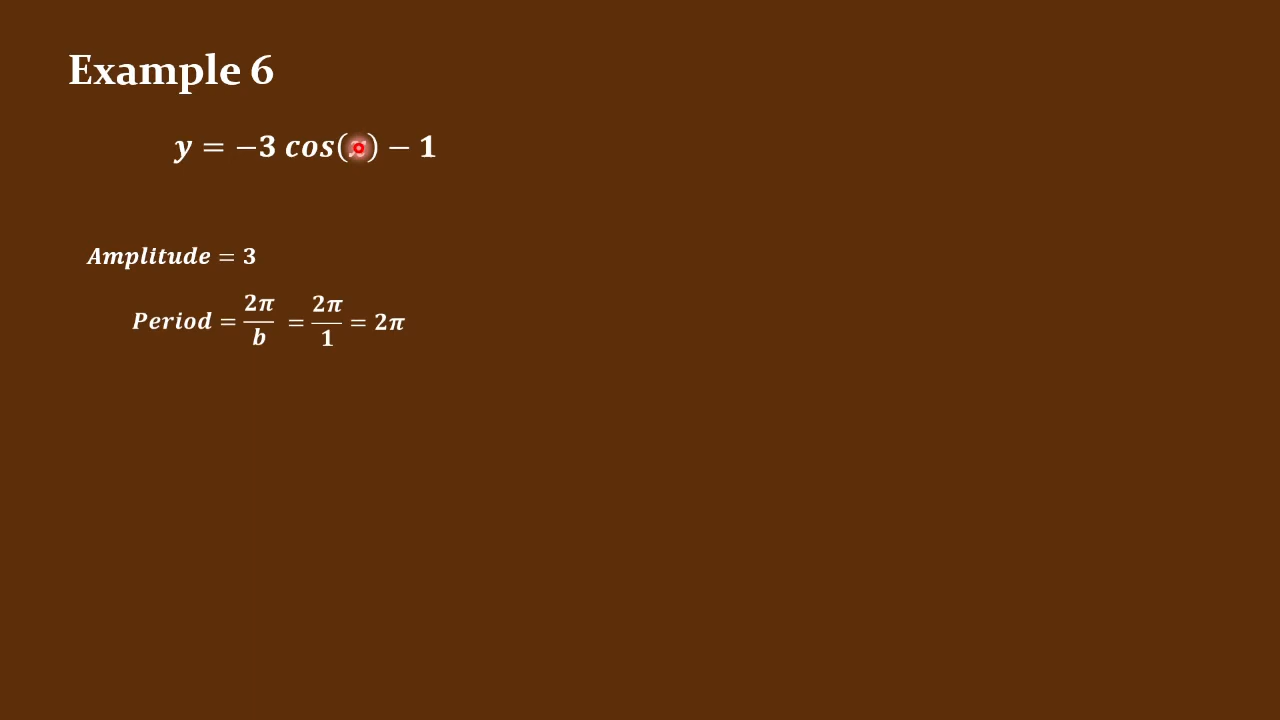 Example 6
y = −3 cos(x) − 1
Amplitude = 3
Period = 2π/b = 2π/1 = 2π